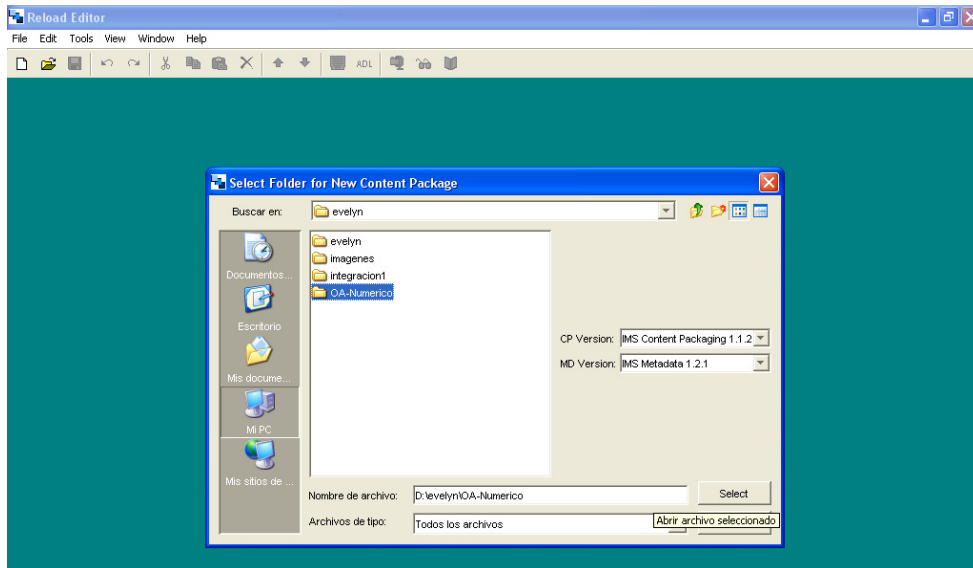 Reload Editor
File Edit Tools View Window Help
ADL
Select Folder for New Content Package
Buscar en: evelyn
evelyn
imagenes
integracion1
OA-Numerico
Documentos...
Escritorio
Mis docume...
Mi PC
Mis sitios de ...
CP Version: IMS Content Packaging 1.1.2
MD Version: IMS Metadata 1.2.1
Nombre de archivo: D:\evelyn\OA-Numerico Select
Archivos de tipo: Todos los archivos
Abrir archivo seleccionado